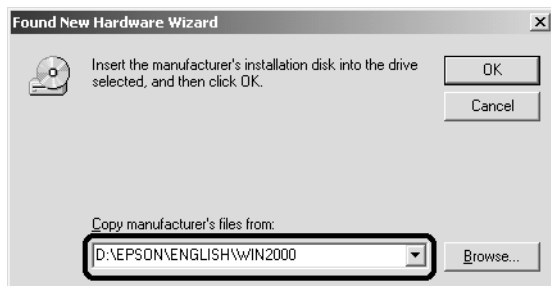 Found New Hardware Wizard
Insert the manufacturer's installation disk into the drive
selected, and then click OK.
OK
Cancel
Copy manufacturer's files from:
D:\EPSON\ENGLISH\WIN2000
Browse...